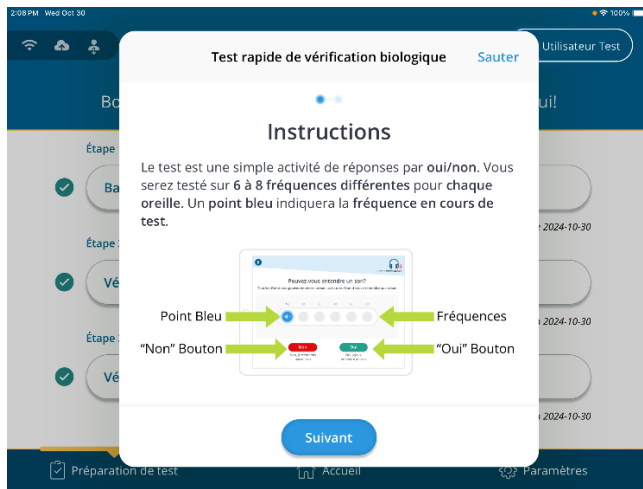 2:08 PM Wed Oct 30
100%
Test rapide de vérification biologique
Sauter
Utilisateur Test
Bo
ui!
Instructions
Étape
Ba
Le test est une simple activité de réponses par oui/non. Vous
serez testé sur 6 à 8 fréquences différentes pour chaque
oreille. Un point bleu indiquera la fréquence en cours de
test.
2024-10-30
Étape
Vé
Pouvez-vous entendre un son?
Point Bleu
Fréquences
2024-10-30
"Non" Bouton
Non
Oui
"Oui" Bouton
Étape
Vé
2024-10-30
Suivant
Préparation de test
Accueil
Paramètres